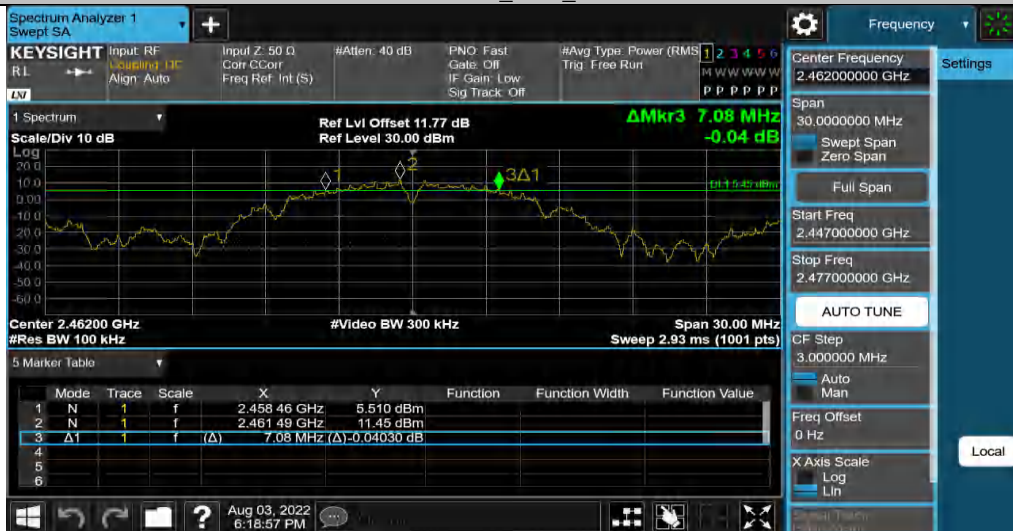 Spectrum Analyzer 1
Swept SA
+
Frequency
KEYSIGHT
RL
LXI
Input: RF
Coupling: DC
Align: Auto
Input Z: 50 Ω
Corr CCorr
Freq Ref: Int (S)
#Atten: 40 dB
PNO: Fast
Gate: Off
IF Gain: Low
Sig Track: Off
#Avg Type: Power (RMS
Trig: Free Run
1 2 3 4 5 6
M W W W W W
P P P P P P
1 Spectrum
Scale/Div 10 dB
Ref Lvl Offset 11.77 dB
Ref Level 30.00 dBm
ΔMkr3 7.08 MHz
-0.04 dB
Log
20.0
10.0
0.00
-10.0
-20.0
-30.0
-40.0
-50.0
-60.0
1
2
3Δ1
DL1 5.45 dBm
Center 2.46200 GHz
#Res BW 100 kHz
#Video BW 300 kHz
Span 30.00 MHz
Sweep 2.93 ms (1001 pts)
5 Marker Table
Mode Trace Scale X Y Function Function Width Function Value
1 N 1 f 2.458 46 GHz 5.510 dBm
2 N 1 f 2.461 49 GHz 11.45 dBm
3 Δ1 1 f (Δ) 7.08 MHz (Δ) -0.04030 dB
4
5
6
Center Frequency
2.462000000 GHz
Settings
Span
30.0000000 MHz
Swept Span
Zero Span
Full Span
Start Freq
2.447000000 GHz
Stop Freq
2.477000000 GHz
AUTO TUNE
CF Step
3.000000 MHz
Auto
Man
Freq Offset
0 Hz
X Axis Scale
Log
Lin
Local
?
Aug 03, 2022
6:18:57 PM